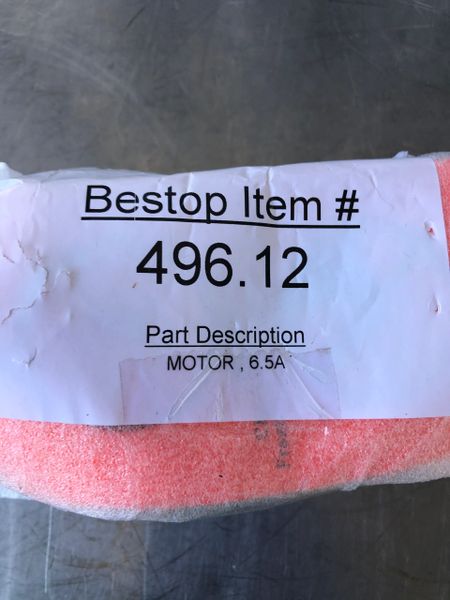 Bestop Item #
496.12
Part Description
MOTOR , 6.5A